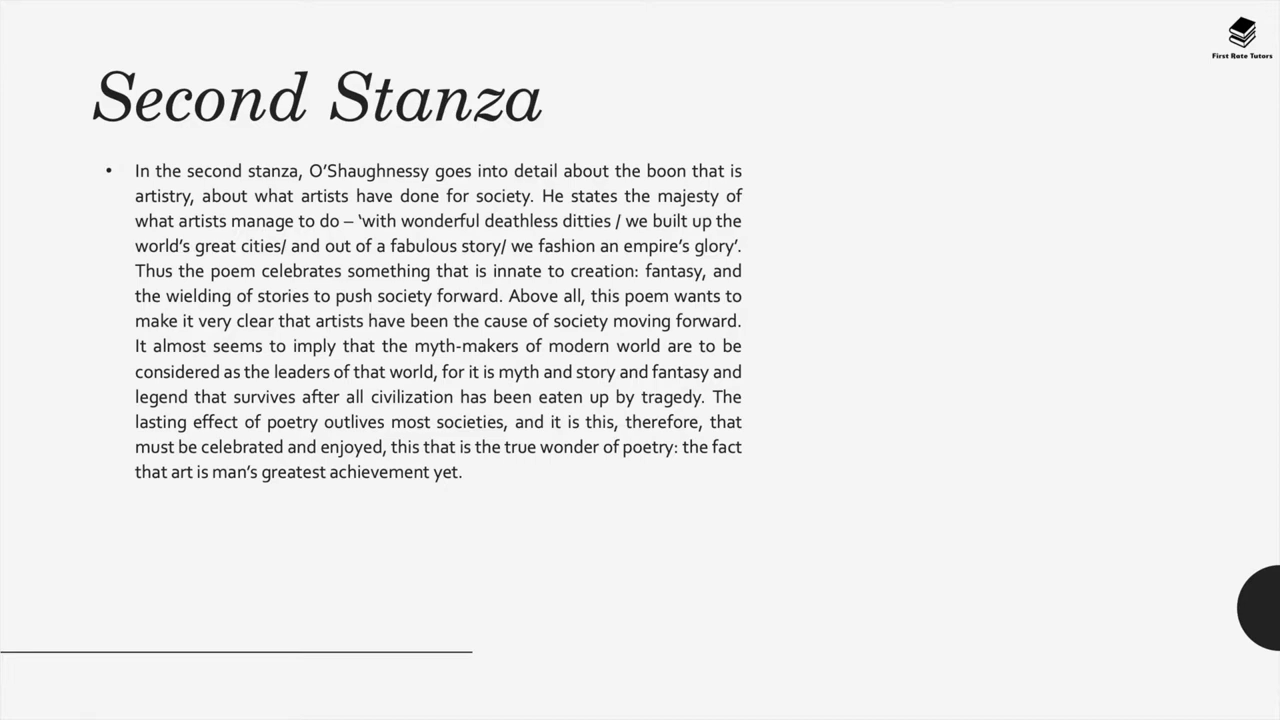 First Rate Tutors
Second Stanza
• In the second stanza, O’Shaughnessy goes into detail about the boon that is
artistry, about what artists have done for society. He states the majesty of
what artists manage to do – ‘with wonderful deathless ditties / we built up the
world’s great cities/ and out of a fabulous story/ we fashion an empire’s glory’.
Thus the poem celebrates something that is innate to creation: fantasy, and
the wielding of stories to push society forward. Above all, this poem wants to
make it very clear that artists have been the cause of society moving forward.
It almost seems to imply that the myth-makers of modern world are to be
considered as the leaders of that world, for it is myth and story and fantasy and
legend that survives after all civilization has been eaten up by tragedy. The
lasting effect of poetry outlives most societies, and it is this, therefore, that
must be celebrated and enjoyed, this that is the true wonder of poetry: the fact
that art is man’s greatest achievement yet.